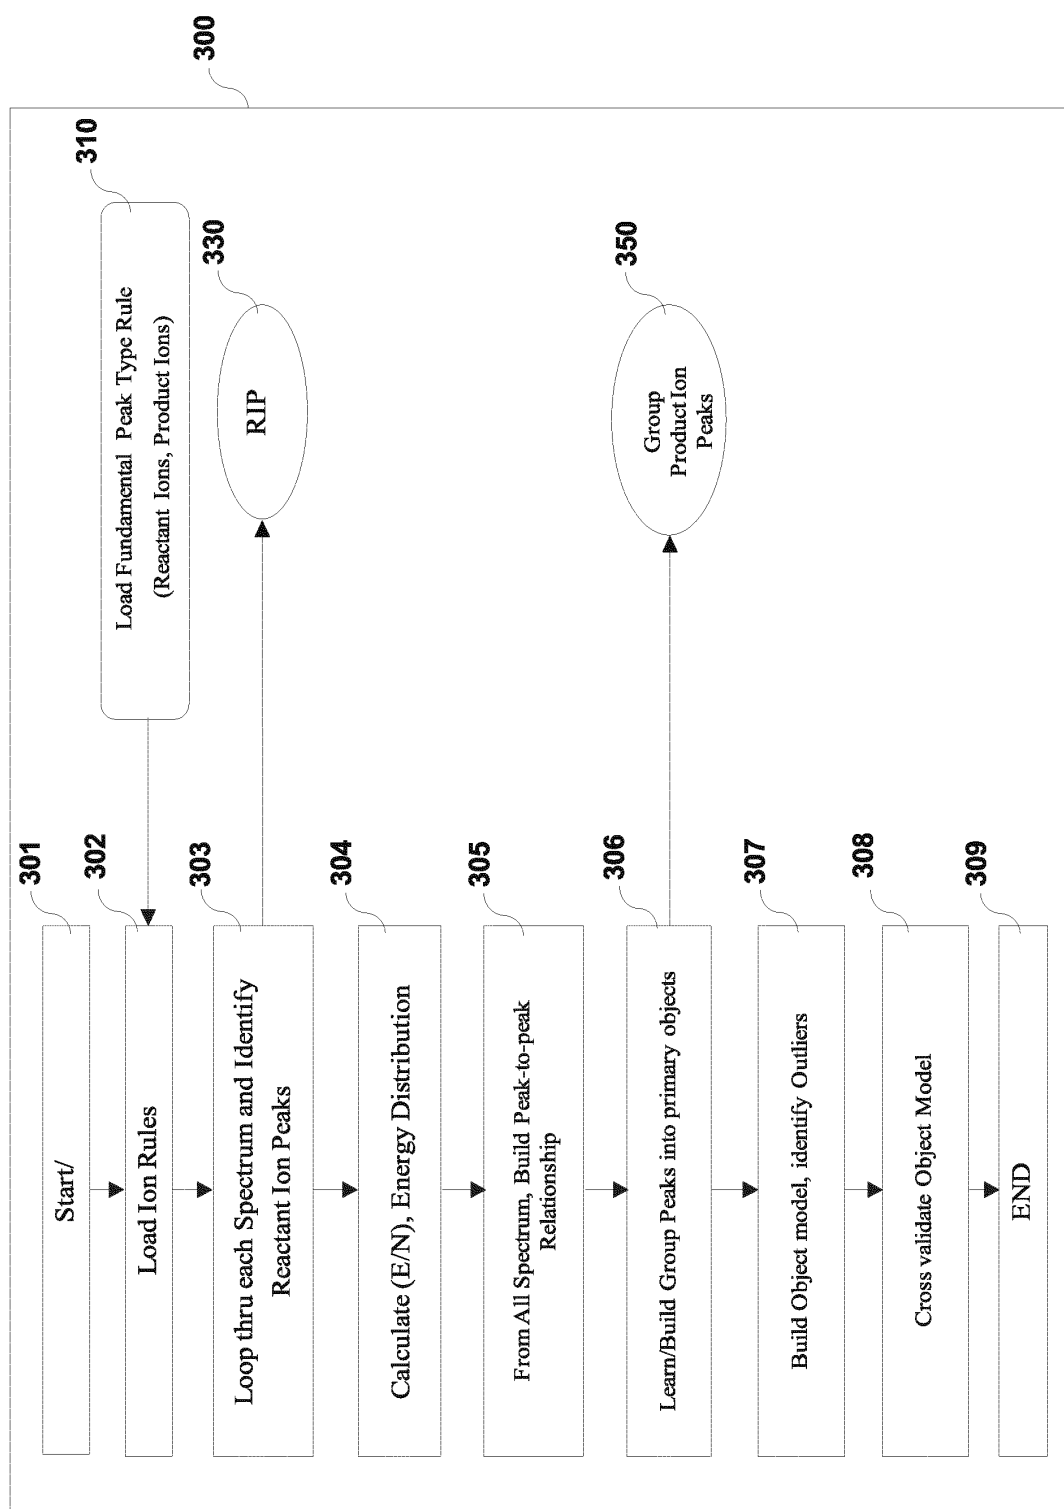 300
310
Load Fundamental Peak Type Rule
(Reactant Ions, Product Ions)
301
Start/
302
Load Ion Rules
303
Loop thru each Spectrum and Identify
Reactant Ion Peaks
330
RIP
304
Calculate (E/N), Energy Distribution
305
From All Spectrum, Build Peak-to-peak
Relationship
306
Learn/Build Group Peaks into primary objects
350
Group
Product Ion
Peaks
307
Build Object model, identify Outliers
308
Cross validate Object Model
309
END